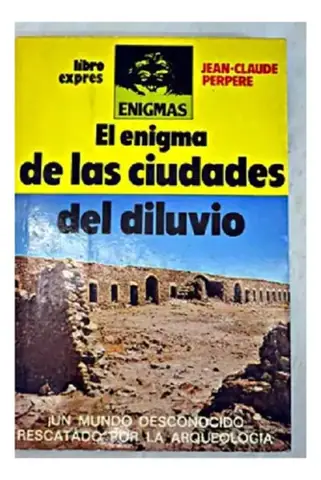 libro
expres
ENIGMAS
JEAN-CLAUDE
PERPERE
El enigma
de las ciudades
del diluvio
¡UN MUNDO DESCONOCIDO
RESCATADO POR LA ARQUEOLOGIA